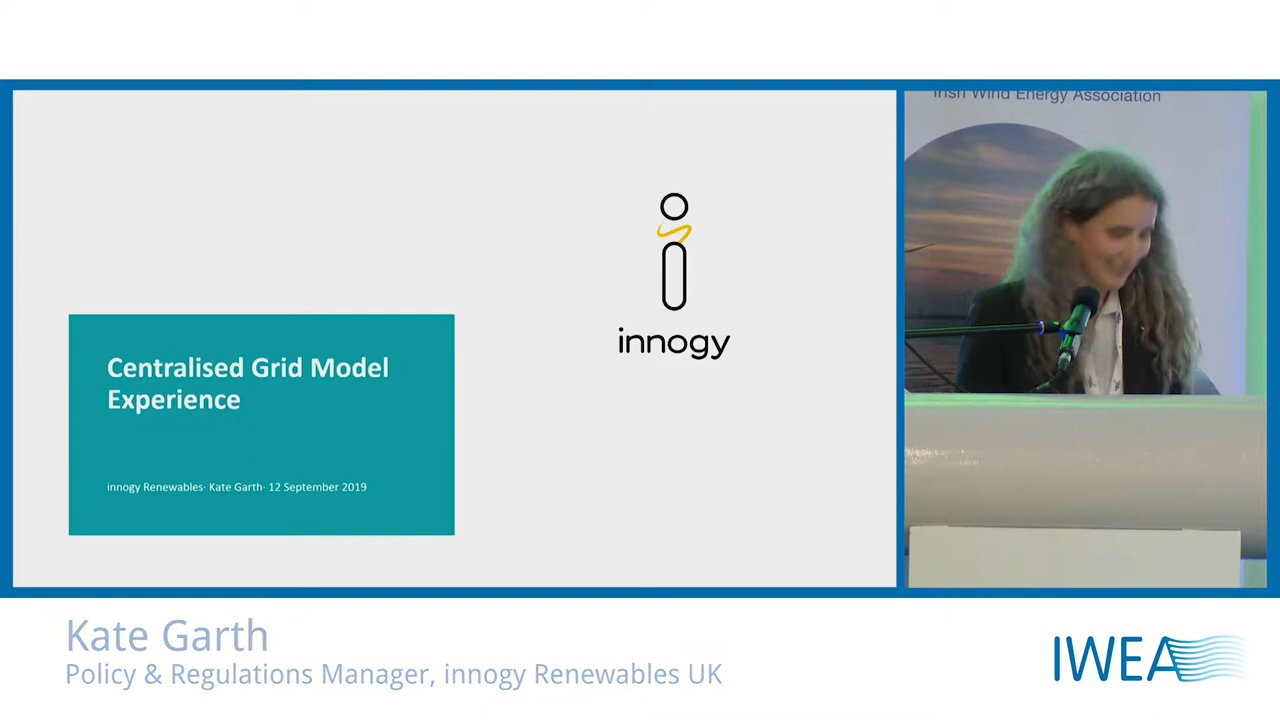 Irish Wind Energy Association
innogy
Centralised Grid Model
Experience
innogy Renewables· Kate Garth· 12 September 2019
Kate Garth
Policy & Regulations Manager, innogy Renewables UK
IWEA